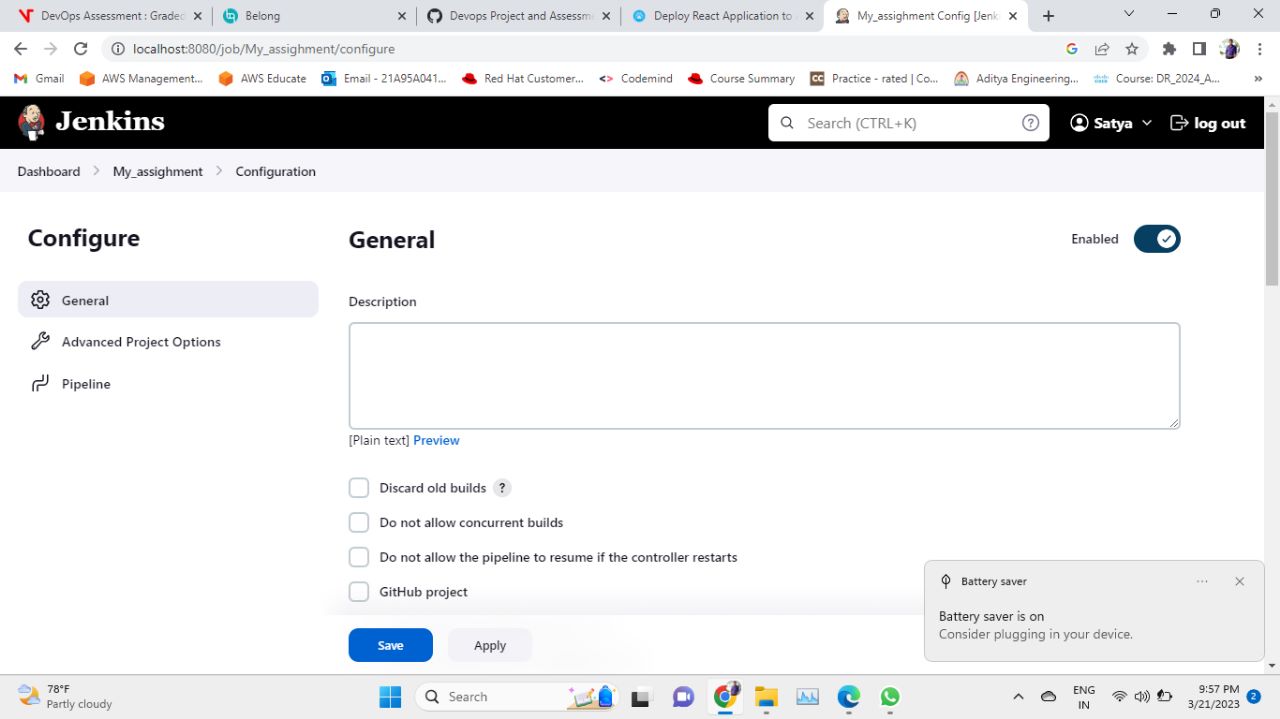 DevOps Assessment : Graded
Belong
Devops Project and Assessm
Deploy React Application to
My_assighment Config [Jenk
localhost:8080/job/My_assighment/configure
Gmail
AWS Management...
AWS Educate
Email - 21A95A041...
Red Hat Customer...
Codemind
Course Summary
Practice - rated | Co...
Aditya Engineering...
Course: DR_2024_A...
Jenkins
Search (CTRL+K)
?
Satya
log out
Dashboard
My_assighment
Configuration
Configure
General
Advanced Project Options
Pipeline
General
Enabled
Description
[Plain text] Preview
Discard old builds ?
Do not allow concurrent builds
Do not allow the pipeline to resume if the controller restarts
GitHub project
Save
Apply
Battery saver
Battery saver is on
Consider plugging in your device.
78°F
Partly cloudy
Search
ENG
IN
9:57 PM
3/21/2023
2